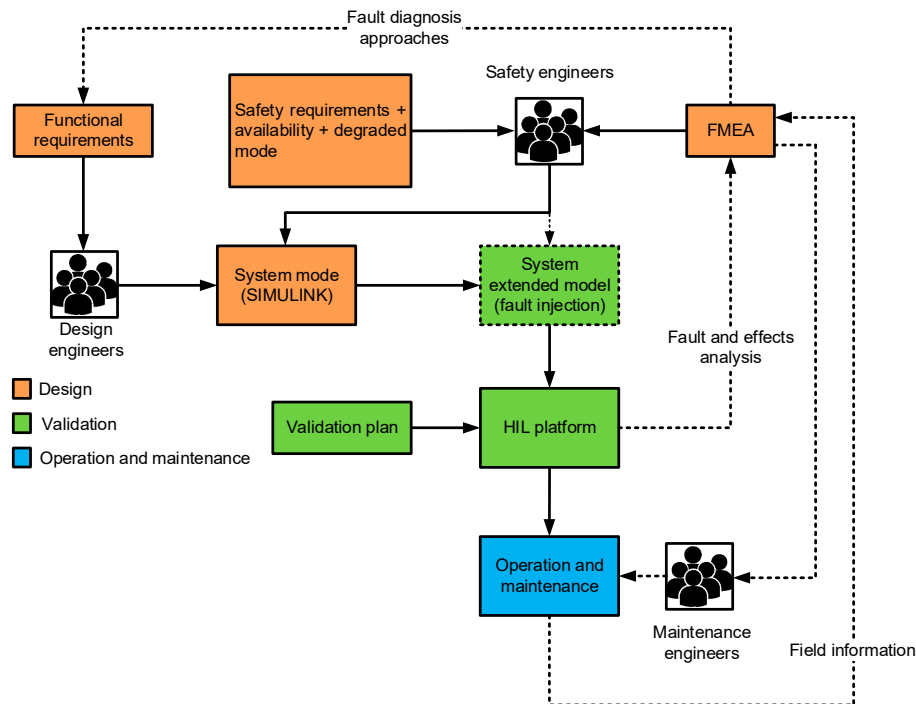 Fault diagnosis
approaches
Safety engineers
Functional
requirements
Safety requirements +
availability + degraded
mode
FMEA
System mode
(SIMULINK)
System
extended model
(fault injection)
Design
engineers
Fault and effects
analysis
Design
Validation
Operation and maintenance
Validation plan
HIL platform
Operation and
maintenance
Maintenance
engineers
Field information